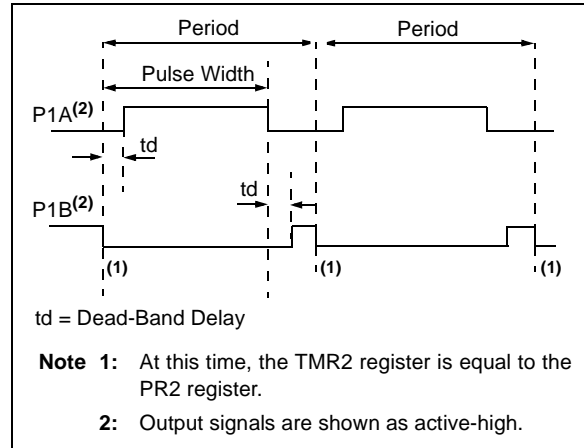 Period Period
Pulse Width
P1A(2)
td
td
P1B(2)
(1) (1) (1)
td = Dead-Band Delay
Note 1: At this time, the TMR2 register is equal to the
PR2 register.
2: Output signals are shown as active-high.